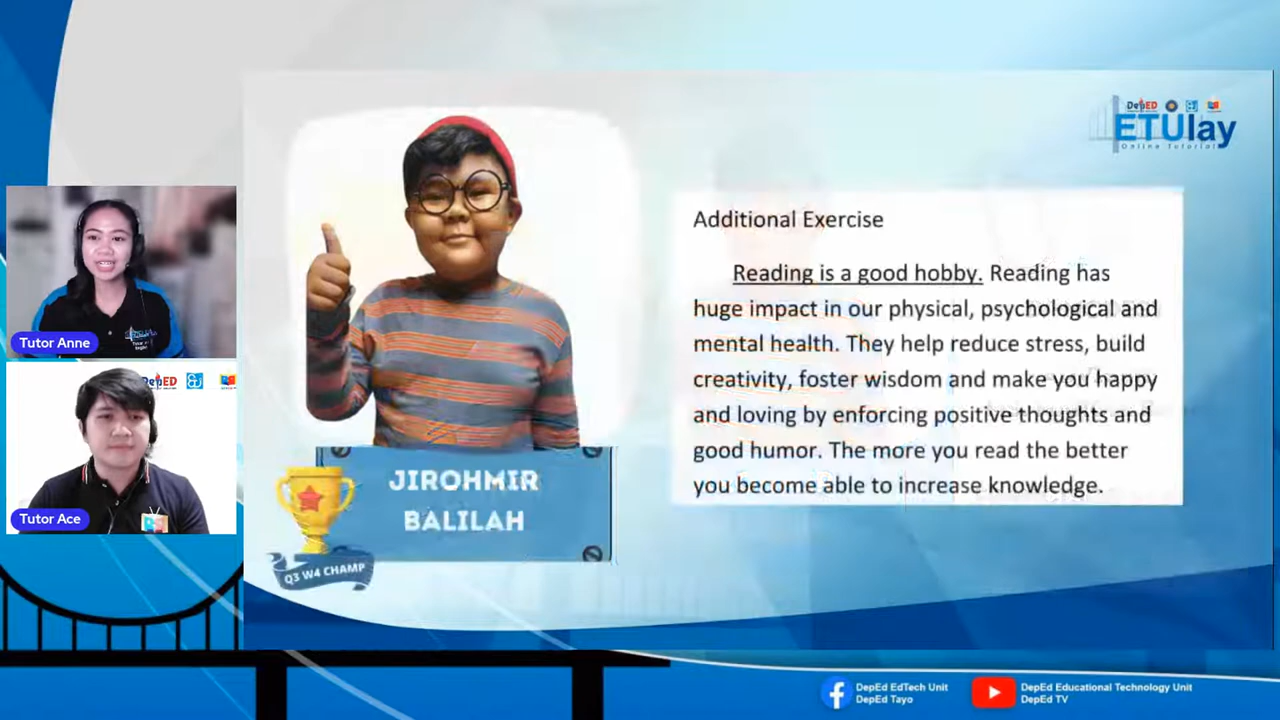 DepED
ETUlay
Online Tutorial
Additional Exercise
Reading is a good hobby. Reading has
huge impact in our physical, psychological and
mental health. They help reduce stress, build
creativity, foster wisdom and make you happy
and loving by enforcing positive thoughts and
good humor. The more you read the better
you become able to increase knowledge.
JIROHMIR
BALILAH
Q3 W4 CHAMP
Tutor Anne
DepED
Tutor Ace
DepEd EdTech Unit
DepEd Tayo
DepEd Educational Technology Unit
DepEd TV